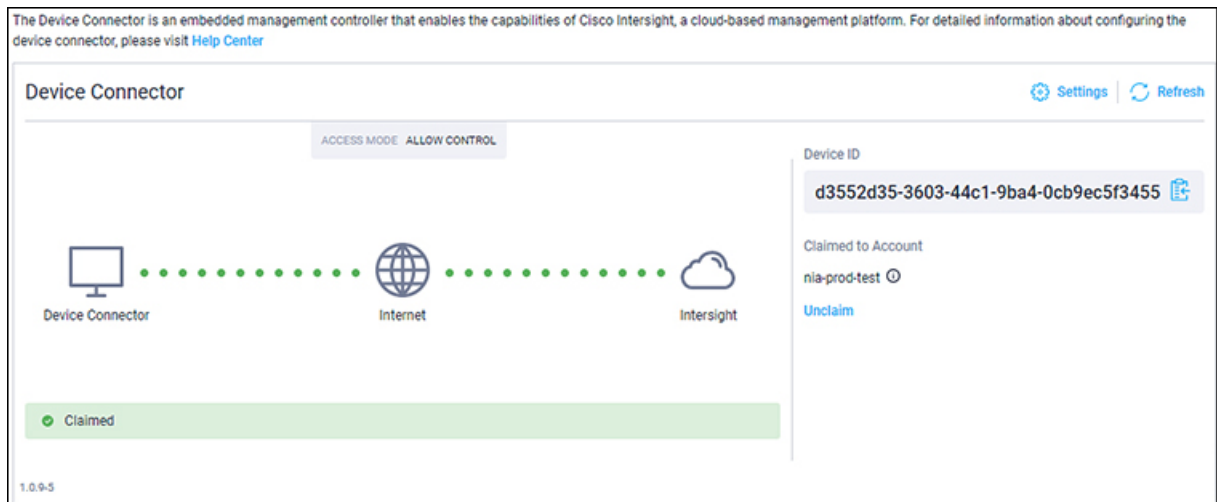 The Device Connector is an embedded management controller that enables the capabilities of Cisco Intersight, a cloud-based management platform. For detailed information about configuring the
device connector, please visit Help Center
Device Connector
Settings
Refresh
ACCESS MODE ALLOW CONTROL
Device Connector
Internet
Intersight
Claimed
Device ID
d3552d35-3603-44c1-9ba4-0cb9ec5f3455
Claimed to Account
nia-prod-test
Unclaim
1.0.9-5